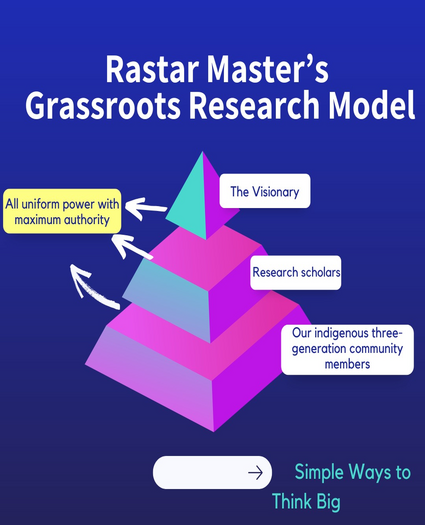 Rastar Master's
Grassroots Research Model
The Visionary
All uniform power with
maximum authority
Research scholars
Our indigenous three-
generation community
members
Simple Ways to
Think Big